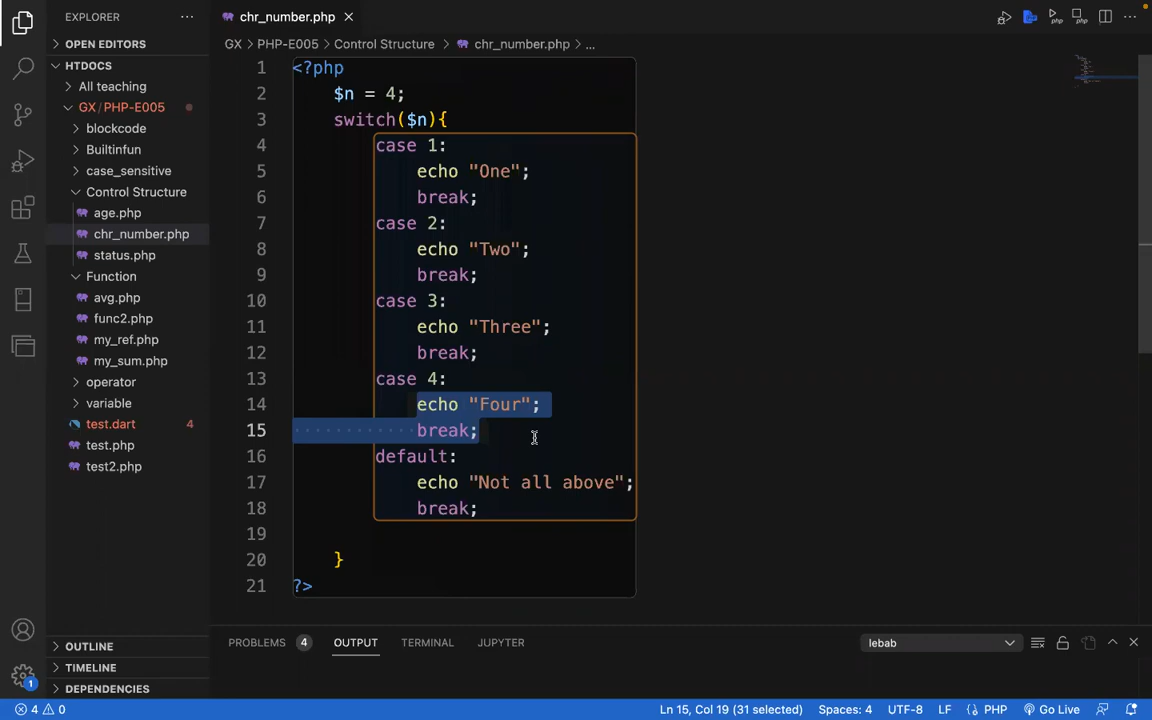 EXPLORER
chr_number.php
php
php
GX > PHP-E005 > Control Structure > chr_number.php > ...
OPEN EDITORS
HTDOCS
All teaching
GX / PHP-E005
blockcode
Builtinfun
case_sensitive
Control Structure
age.php
chr_number.php
status.php
Function
avg.php
func2.php
my_ref.php
my_sum.php
operator
variable
test.dart 4
test.php
test2.php
OUTLINE
TIMELINE
DEPENDENCIES
1 <?php
2 $n = 4;
3 switch($n){
4 case 1:
5 echo "One";
6 break;
7 case 2:
8 echo "Two";
9 break;
10 case 3:
11 echo "Three";
12 break;
13 case 4:
14 echo "Four";
15 break;
16 default:
17 echo "Not all above";
18 break;
19
20 }
21 ?>
PROBLEMS 4 OUTPUT TERMINAL JUPYTER
lebab
1
4 0
Ln 15, Col 19 (31 selected) Spaces: 4 UTF-8 LF {} PHP Go Live